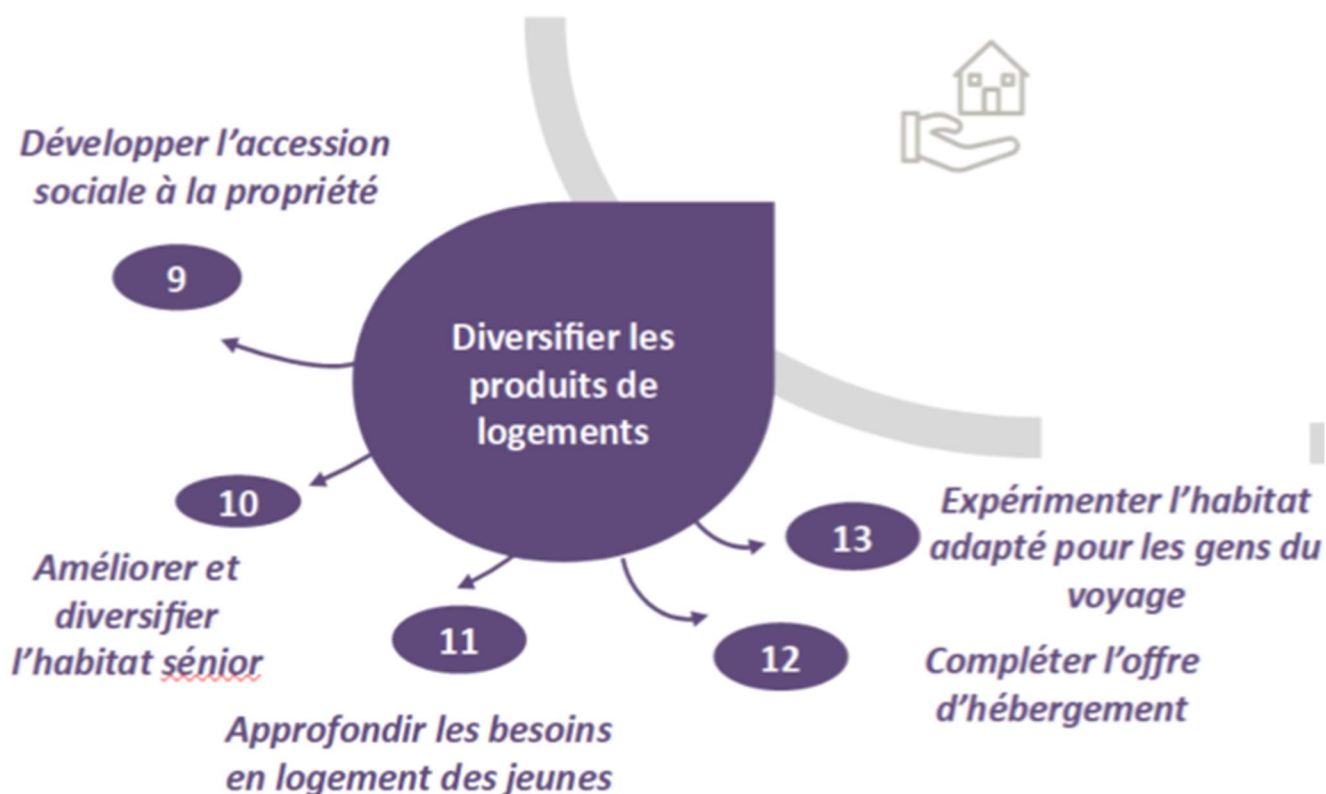 Développer l’accession
sociale à la propriété
9
Diversifier les
produits de
logements
10
Améliorer et
diversifier
l’habitat sénior
11
Approfondir les besoins
en logement des jeunes
12
Compléter l’offre
d’hébergement
13
Expérimenter l’habitat
adapté pour les gens du
voyage